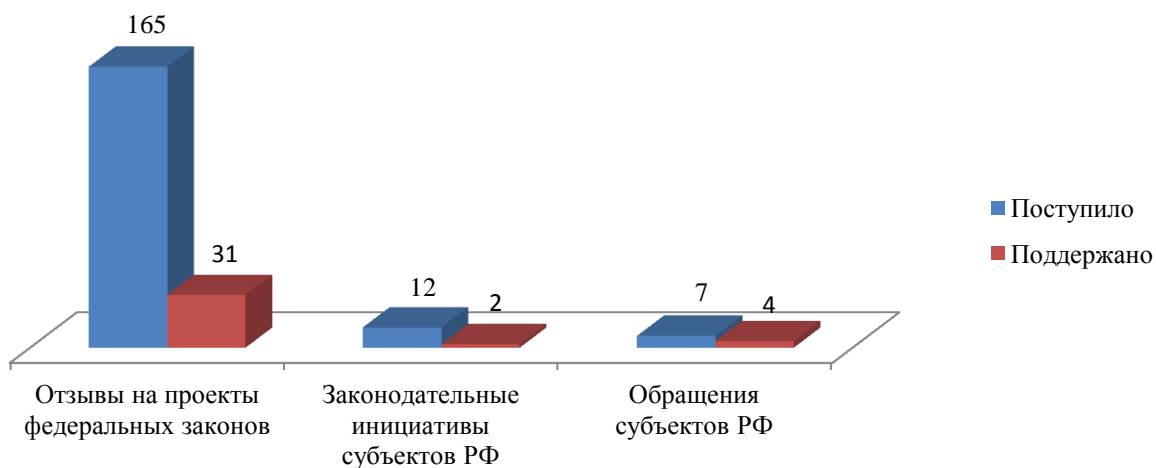 165
31
12
2
7
4
Поступило
Поддержано
Отзывы на проекты
федеральных законов
Законодательные
инициативы
субъектов РФ
Обращения
субъектов РФ